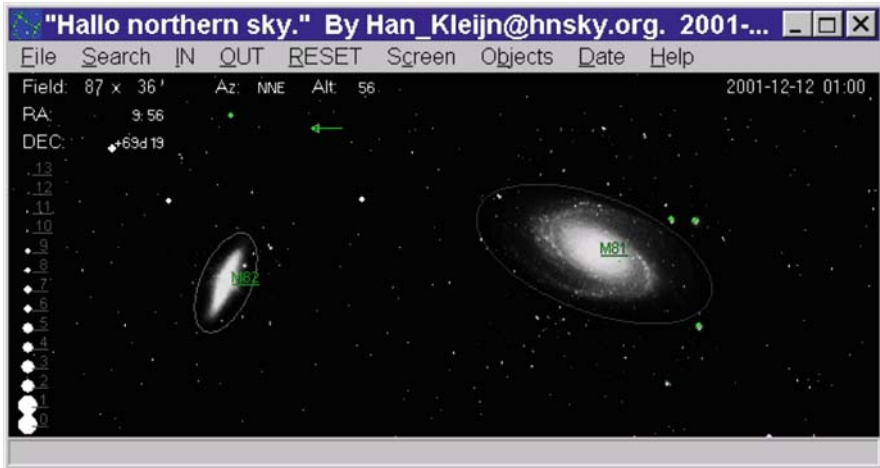 "Hallo northern sky." By Han_Kleijn@hnsky.org. 2001-...
File Search IN OUT RESET Screen Objects Date Help
Field: 87 x 36' Az: NNE Alt: 56 2001-12-12 01:00
RA: 9:56
DEC: +69d19
13
12
11
10
9
8
7
6
5
4
3
2
1
0
M82
M81